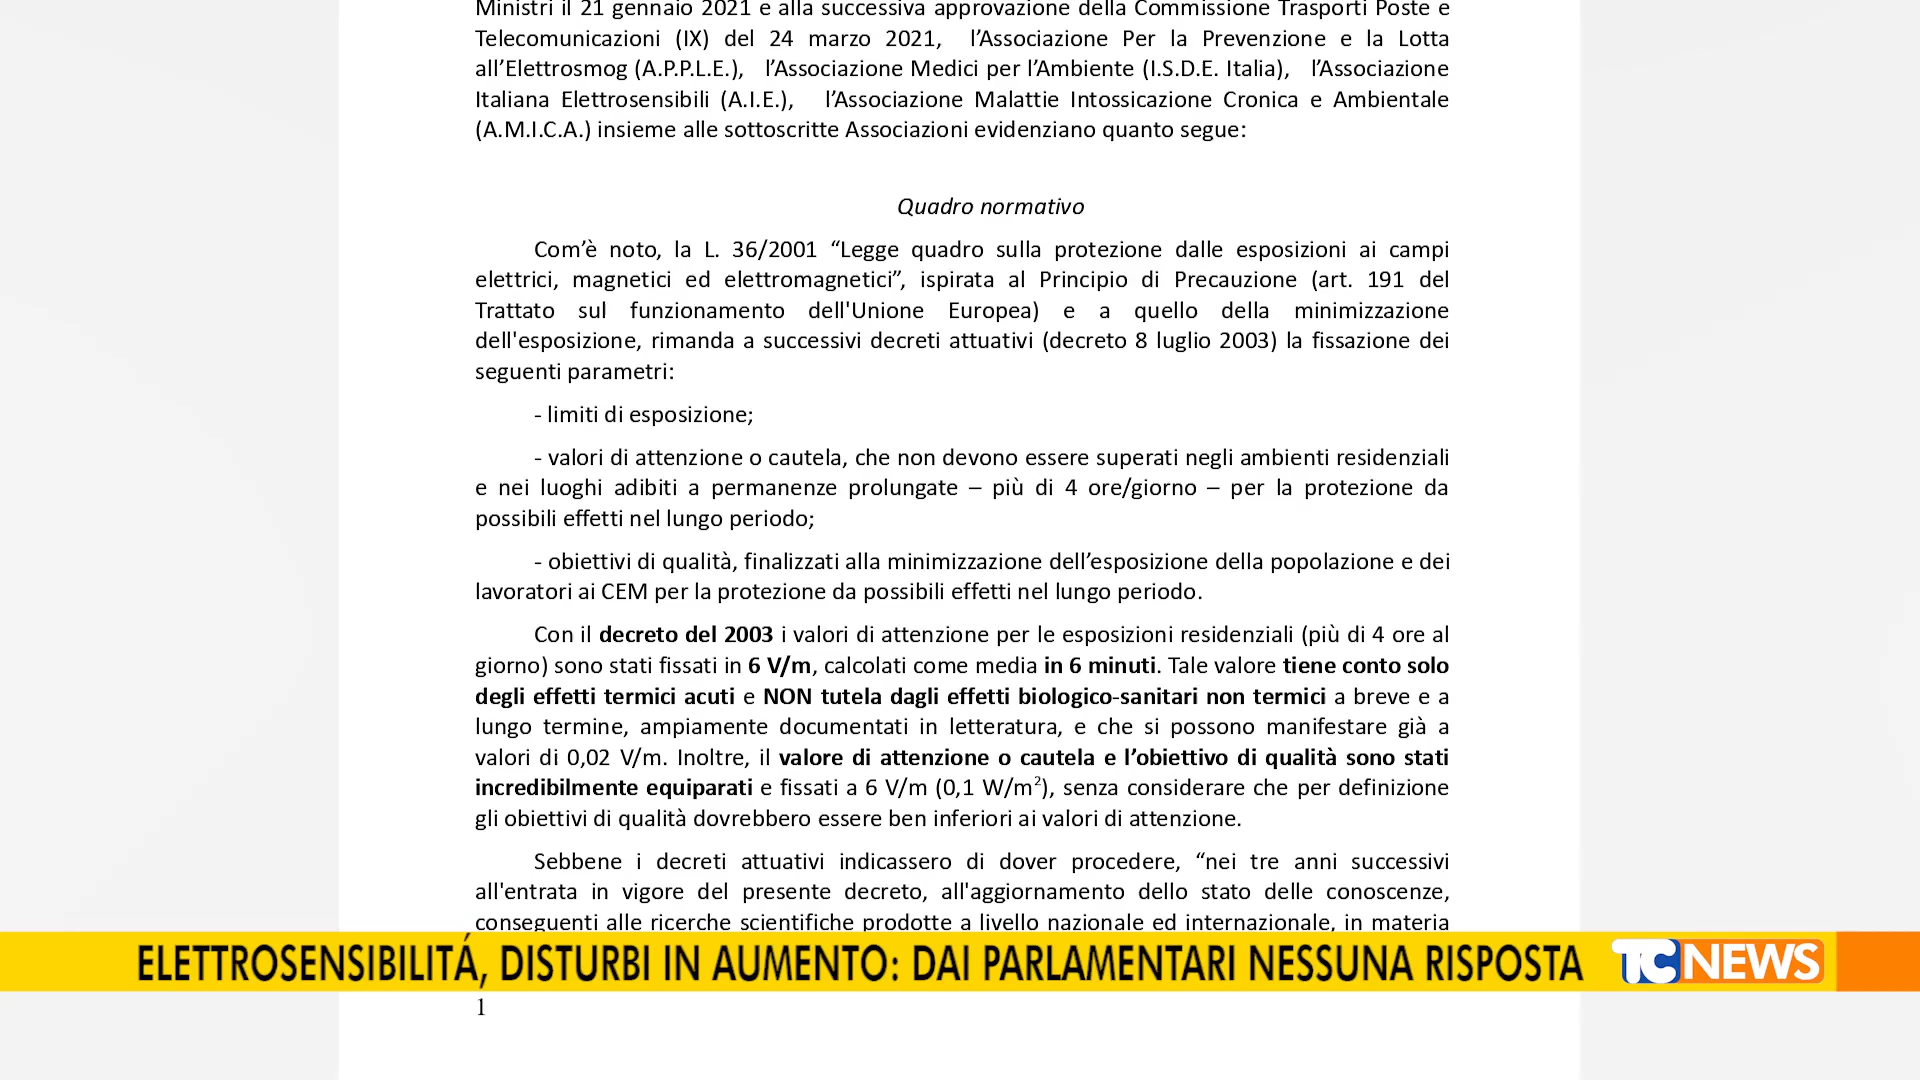 Ministri il 21 gennaio 2021 e alla successiva approvazione della Commissione Trasporti Poste e
Telecomunicazioni (IX) del 24 marzo 2021, l’Associazione Per la Prevenzione e la Lotta
all’Elettrosmog (A.P.P.L.E.), l’Associazione Medici per l’Ambiente (I.S.D.E. Italia), l’Associazione
Italiana Elettrosensibili (A.I.E.), l’Associazione Malattie Intossicazione Cronica e Ambientale
(A.M.I.C.A.) insieme alle sottoscritte Associazioni evidenziano quanto segue:
Quadro normativo
Com’è noto, la L. 36/2001 “Legge quadro sulla protezione dalle esposizioni ai campi
elettrici, magnetici ed elettromagnetici”, ispirata al Principio di Precauzione (art. 191 del
Trattato sul funzionamento dell'Unione Europea) e a quello della minimizzazione
dell'esposizione, rimanda a successivi decreti attuativi (decreto 8 luglio 2003) la fissazione dei
seguenti parametri:
- limiti di esposizione;
- valori di attenzione o cautela, che non devono essere superati negli ambienti residenziali
e nei luoghi adibiti a permanenze prolungate – più di 4 ore/giorno – per la protezione da
possibili effetti nel lungo periodo;
- obiettivi di qualità, finalizzati alla minimizzazione dell’esposizione della popolazione e dei
lavoratori ai CEM per la protezione da possibili effetti nel lungo periodo.
Con il decreto del 2003 i valori di attenzione per le esposizioni residenziali (più di 4 ore al
giorno) sono stati fissati in 6 V/m, calcolati come media in 6 minuti. Tale valore tiene conto solo
degli effetti termici acuti e NON tutela dagli effetti biologico-sanitari non termici a breve e a
lungo termine, ampiamente documentati in letteratura, e che si possono manifestare già a
valori di 0,02 V/m. Inoltre, il valore di attenzione o cautela e l’obiettivo di qualità sono stati
incredibilmente equiparati e fissati a 6 V/m (0,1 W/m²), senza considerare che per definizione
gli obiettivi di qualità dovrebbero essere ben inferiori ai valori di attenzione.
Sebbene i decreti attuativi indicassero di dover procedere, “nei tre anni successivi
all'entrata in vigore del presente decreto, all'aggiornamento dello stato delle conoscenze,
conseguenti alle ricerche scientifiche prodotte a livello nazionale ed internazionale, in materia
ELETTROSENSIBILITÁ, DISTURBI IN AUMENTO: DAI PARLAMENTARI NESSUNA RISPOSTA TC NEWS
1